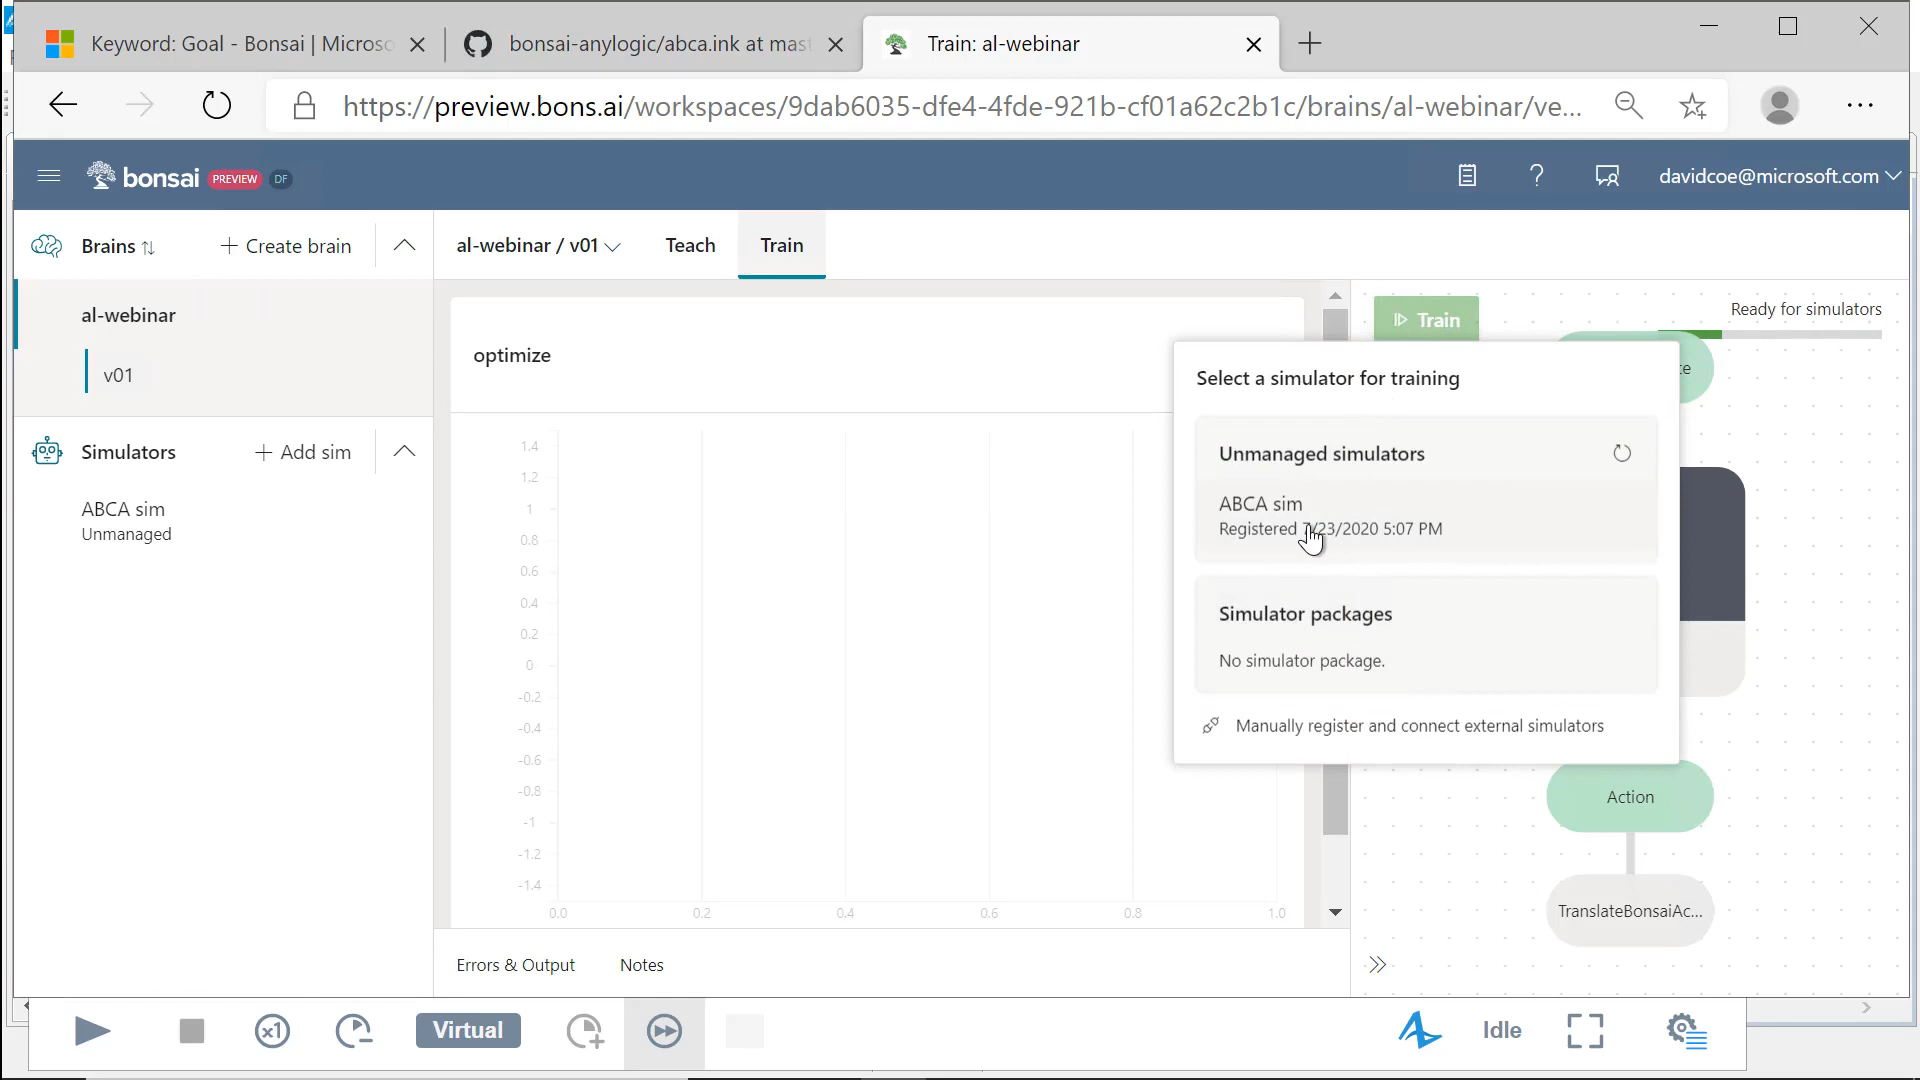 Keyword: Goal - Bonsai | Microso
bonsai-anylogic/abca.ink at mast
Train: al-webinar
https://preview.bons.ai/workspaces/9dab6035-dfe4-4fde-921b-cf01a62c2b1c/brains/al-webinar/ve...
bonsai PREVIEW DF
davidcoe@microsoft.com
Brains
+ Create brain
al-webinar / v01
Teach
Train
al-webinar
v01
Simulators
+ Add sim
ABCA sim
Unmanaged
optimize
1.4
1.2
1
0.8
0.6
0.4
0.2
0
-0.2
-0.4
-0.6
-0.8
-1
-1.2
-1.4
0.0 0.2 0.4 0.6 0.8 1.0
Train
Ready for simulators
Select a simulator for training
Unmanaged simulators
ABCA sim
Registered 7/23/2020 5:07 PM
Simulator packages
No simulator package.
Manually register and connect external simulators
Action
TranslateBonsaiAc...
Errors & Output
Notes
x1
Virtual
Idle